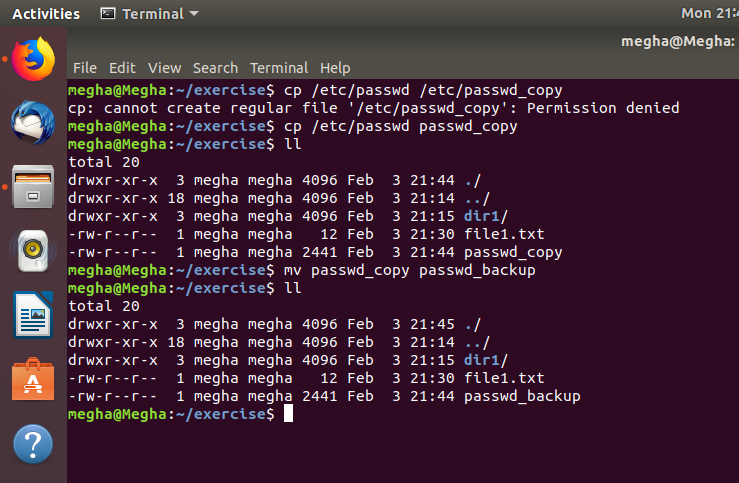 Activities Terminal Mon 21:4
megha@Megha:
File Edit View Search Terminal Help
megha@Megha:~/exercise$ cp /etc/passwd /etc/passwd_copy
cp: cannot create regular file '/etc/passwd_copy': Permission denied
megha@Megha:~/exercise$ cp /etc/passwd passwd_copy
megha@Megha:~/exercise$ ll
total 20
drwxr-xr-x  3 megha megha 4096 Feb  3 21:44 ./
drwxr-xr-x 18 megha megha 4096 Feb  3 21:14 ../
drwxr-xr-x  3 megha megha 4096 Feb  3 21:15 dir1/
-rw-r--r--  1 megha megha   12 Feb  3 21:30 file1.txt
-rw-r--r--  1 megha megha 2441 Feb  3 21:44 passwd_copy
megha@Megha:~/exercise$ mv passwd_copy passwd_backup
megha@Megha:~/exercise$ ll
total 20
drwxr-xr-x  3 megha megha 4096 Feb  3 21:45 ./
drwxr-xr-x 18 megha megha 4096 Feb  3 21:14 ../
drwxr-xr-x  3 megha megha 4096 Feb  3 21:15 dir1/
-rw-r--r--  1 megha megha   12 Feb  3 21:30 file1.txt
-rw-r--r--  1 megha megha 2441 Feb  3 21:44 passwd_backup
megha@Megha:~/exercise$